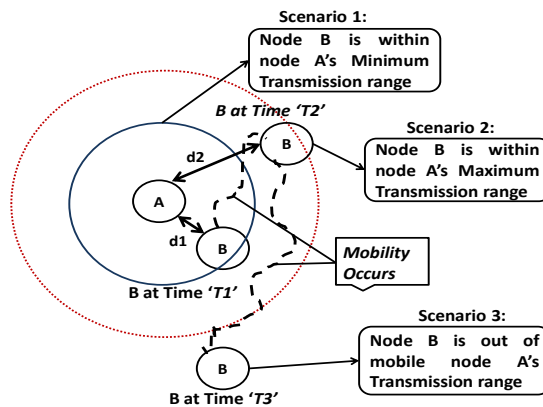 Scenario 1:
Node B is within
node A's Minimum
Transmission range
B at Time 'T2'
B
d2
Scenario 2:
Node B is within
node A's Maximum
Transmission range
A
d1
B
Mobility
Occurs
B at Time 'T1'
Scenario 3:
Node B is out of
mobile node A's
Transmission range
B
B at Time 'T3'